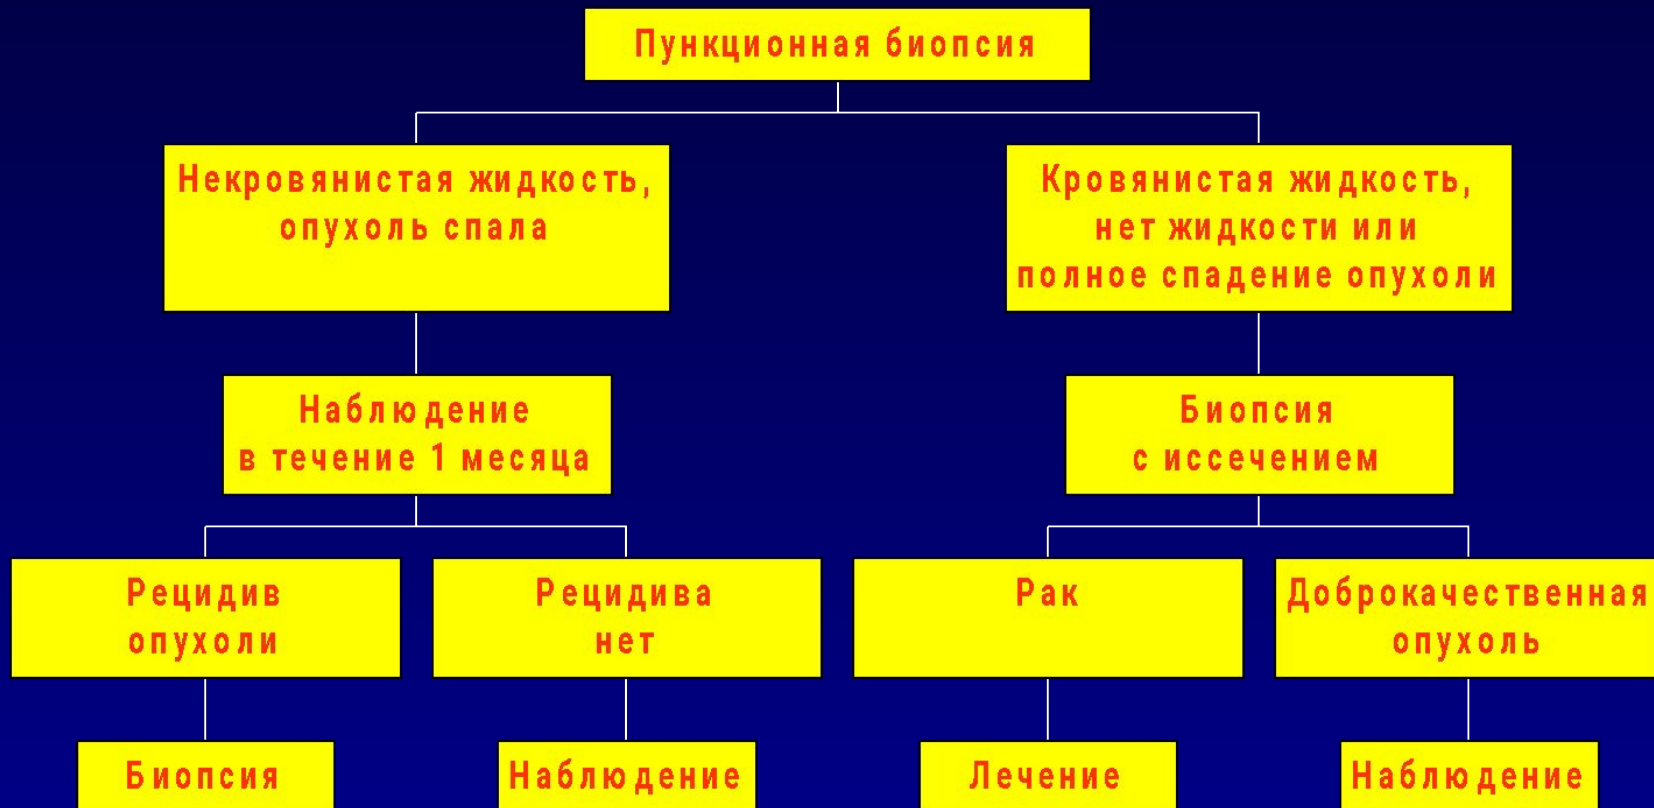 Пункционная биопсия
Некровянистая жидкость,
опухоль спала
Кровянистая жидкость,
нет жидкости или
полное спадение опухоли
Наблюдение
в течение 1 месяца
Биопсия
с иссечением
Рецидив
опухоли
Рецидива
нет
Рак
Доброкачественная
опухоль
Биопсия
Наблюдение
Лечение
Наблюдение